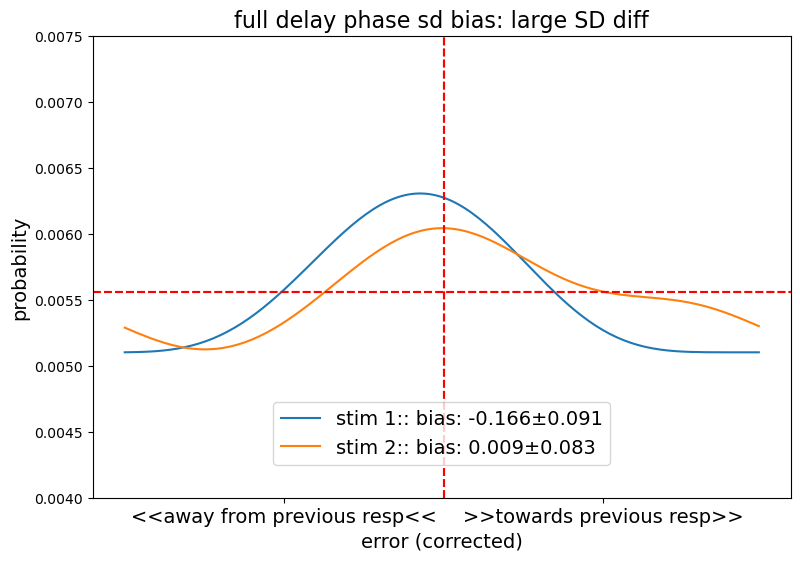 full delay phase sd bias: large SD diff
probability
0.0075
0.0070
0.0065
0.0060
0.0055
0.0050
0.0045
0.0040
stim 1:: bias: -0.166±0.091
stim 2:: bias: 0.009±0.083
<<away from previous resp<< >>towards previous resp>>
error (corrected)